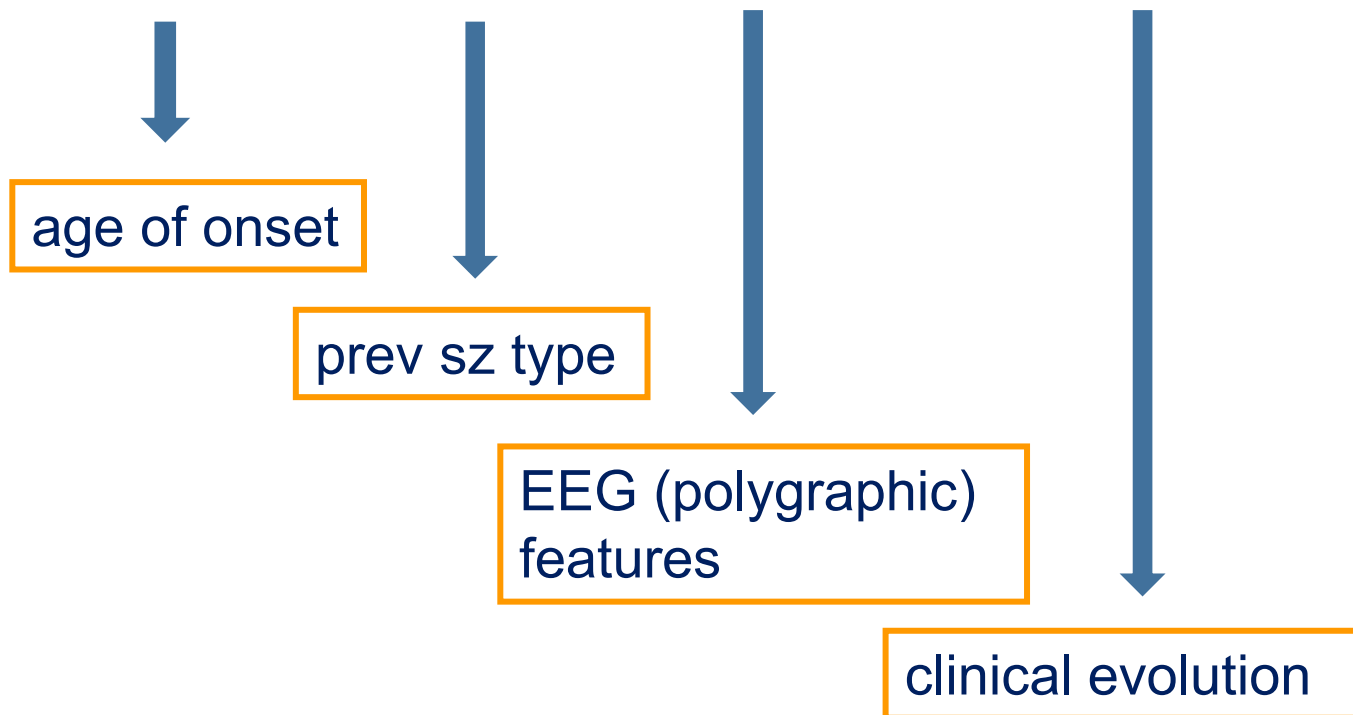 age of onset
prev sz type
EEG (polygraphic)
features
clinical evolution